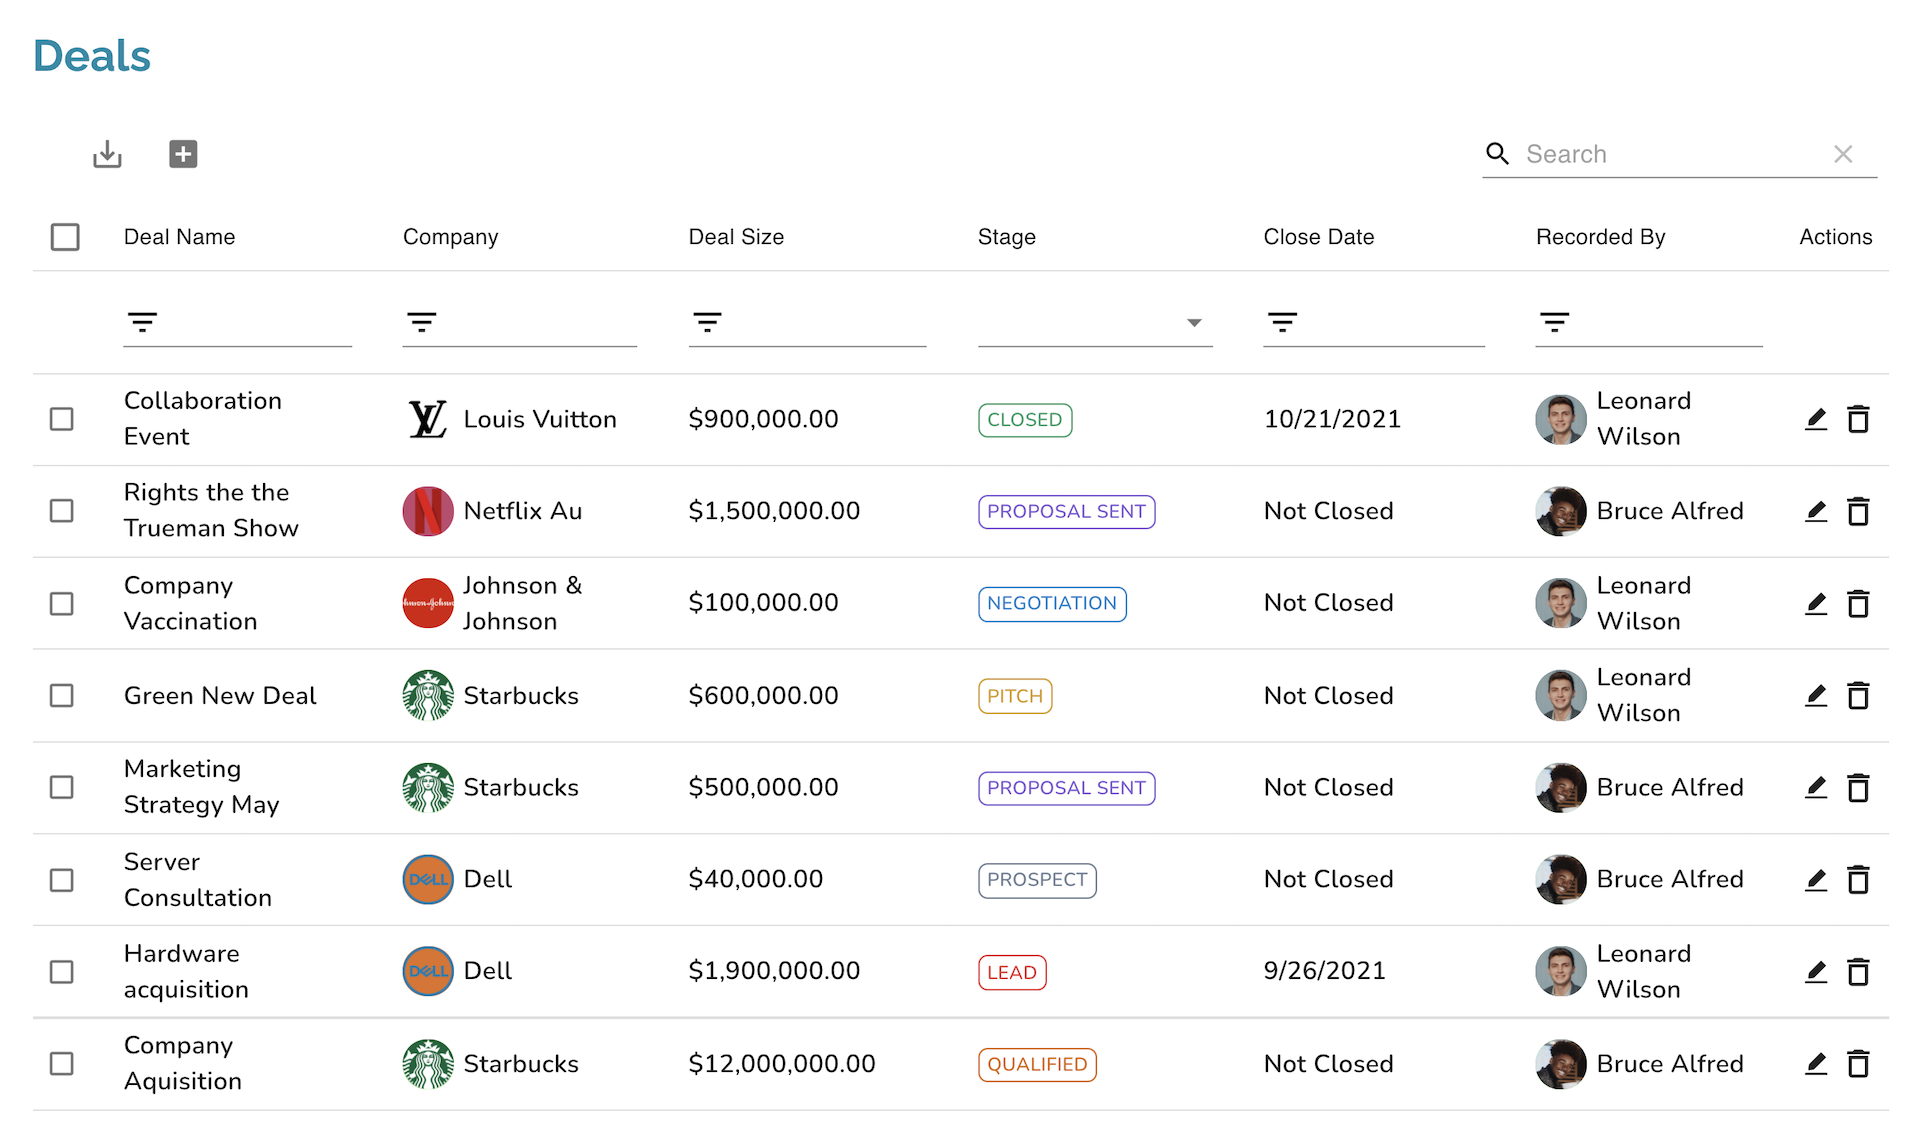 Deals
Search
Deal Name Company Deal Size Stage Close Date Recorded By Actions
Collaboration
Event
Louis Vuitton $900,000.00 CLOSED 10/21/2021
Leonard
Wilson
Rights the the
Trueman Show
Netflix Au $1,500,000.00 PROPOSAL SENT Not Closed Bruce Alfred
Company
Vaccination
Johnson &
Johnson
$100,000.00 NEGOTIATION Not Closed
Leonard
Wilson
Green New Deal Starbucks $600,000.00 PITCH Not Closed
Leonard
Wilson
Marketing
Strategy May
Starbucks $500,000.00 PROPOSAL SENT Not Closed Bruce Alfred
Server
Consultation
DELL Dell $40,000.00 PROSPECT Not Closed Bruce Alfred
Hardware
acquisition
DELL Dell $1,900,000.00 LEAD 9/26/2021
Leonard
Wilson
Company
Aquisition
Starbucks $12,000,000.00 QUALIFIED Not Closed Bruce Alfred